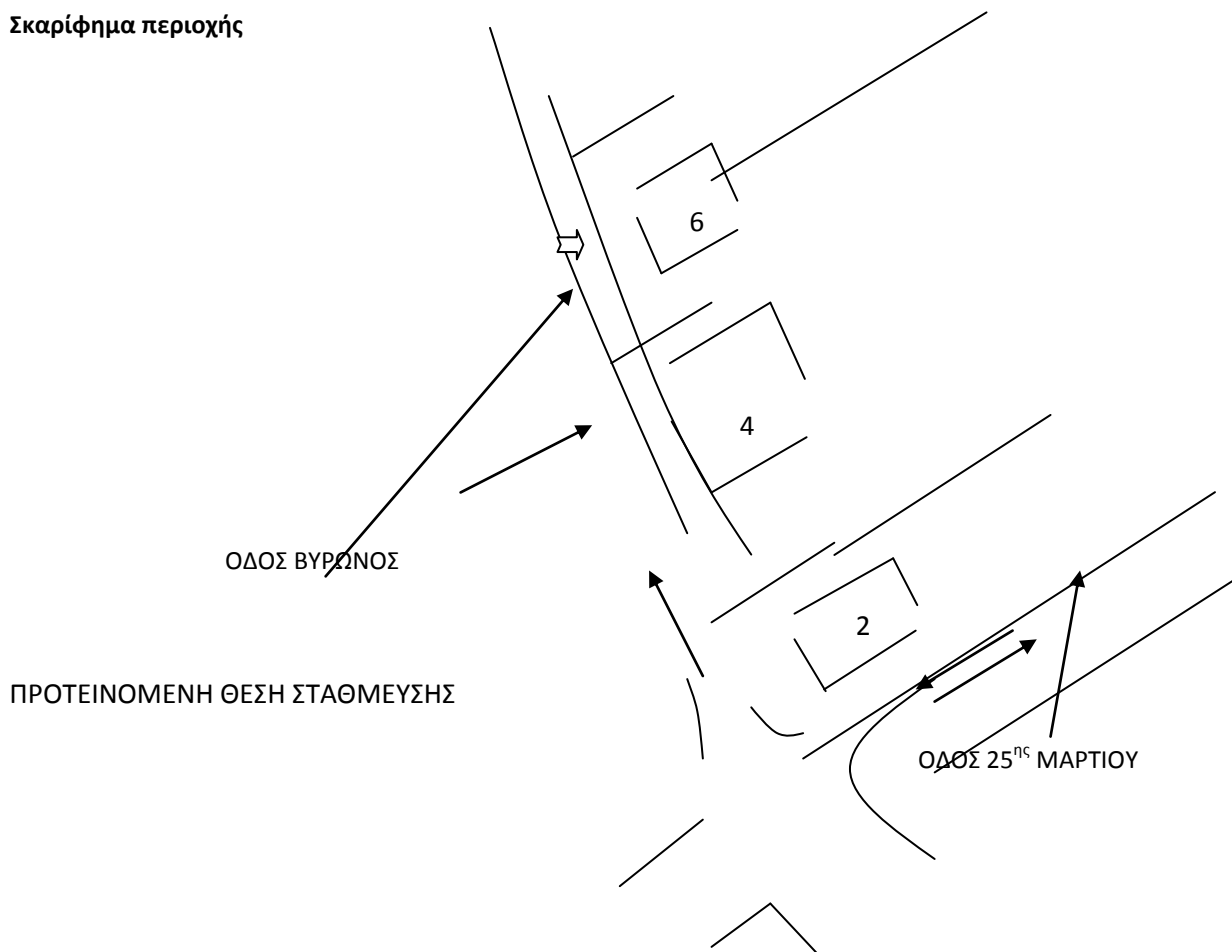 Σκαρίφημα περιοχής
6
4
ΟΔΟΣ ΒΥΡΩΝΟΣ
2
ΠΡΟΤΕΙΝΟΜΕΝΗ ΘΕΣΗ ΣΤΑΘΜΕΥΣΗΣ
ΟΔΟΣ 25ης ΜΑΡΤΙΟΥ